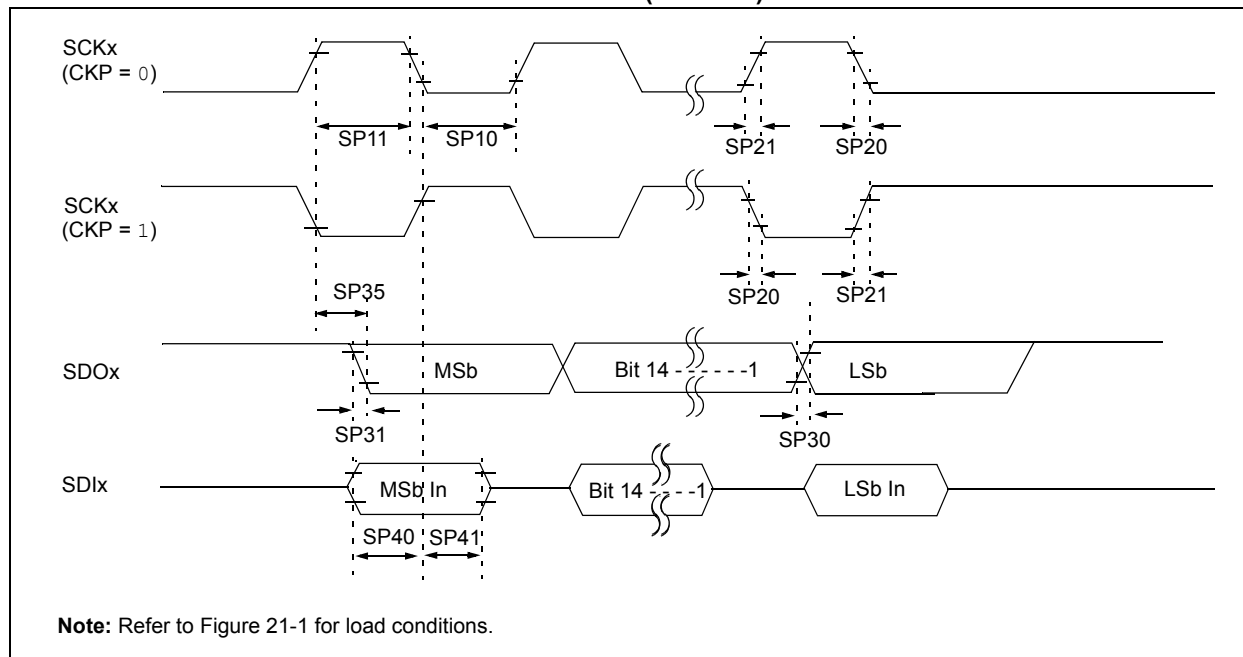 SCKx
(CKP = 0)
SP11
SP10
SP21
SP20
SCKx
(CKP = 1)
SP35
SP20
SP21
SDOx
MSb
Bit 14 - - - - - -1
LSb
SP31
SP30
SDIx
MSb In
Bit 14 - - - - -1
LSb In
SP40
SP41
Note: Refer to Figure 21-1 for load conditions.